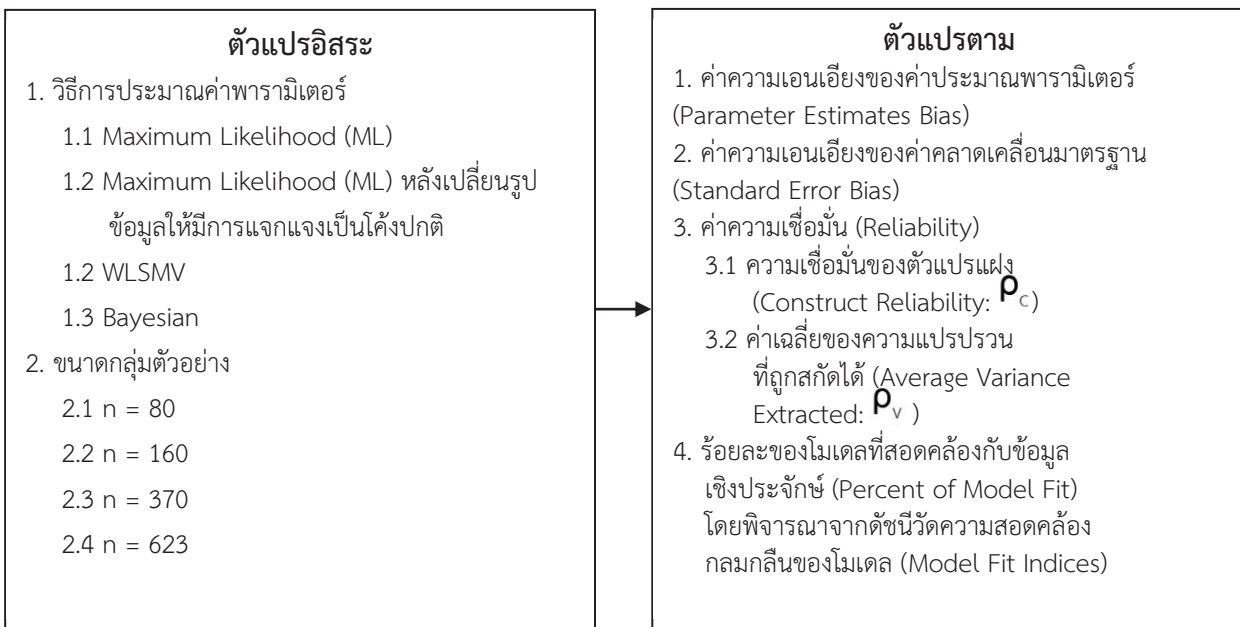 ตัวแปรอิสระ
1. วิธีการประมาณค่าพารามิเตอร์
1.1 Maximum Likelihood (ML)
1.2 Maximum Likelihood (ML) หลังเปลี่ยนรูป
ข้อมูลให้มีการแจกแจงเป็นโค้งปกติ
1.2 WLSMV
1.3 Bayesian
2. ขนาดกลุ่มตัวอย่าง
2.1 n = 80
2.2 n = 160
2.3 n = 370
2.4 n = 623
ตัวแปรตาม
1. ค่าความเอนเอียงของค่าประมาณพารามิเตอร์
(Parameter Estimates Bias)
2. ค่าความเอนเอียงของค่าคลาดเคลื่อนมาตรฐาน
(Standard Error Bias)
3. ค่าความเชื่อมั่น (Reliability)
3.1 ความเชื่อมั่นของตัวแปรแฝง
(Construct Reliability: ρc)
3.2 ค่าเฉลี่ยของความแปรปรวน
ที่ถูกสกัดได้ (Average Variance
Extracted: ρv )
4. ร้อยละของโมเดลที่สอดคล้องกับข้อมูล
เชิงประจักษ์ (Percent of Model Fit)
โดยพิจารณาจากดัชนีวัดความสอดคล้อง
กลมกลืนของโมเดล (Model Fit Indices)